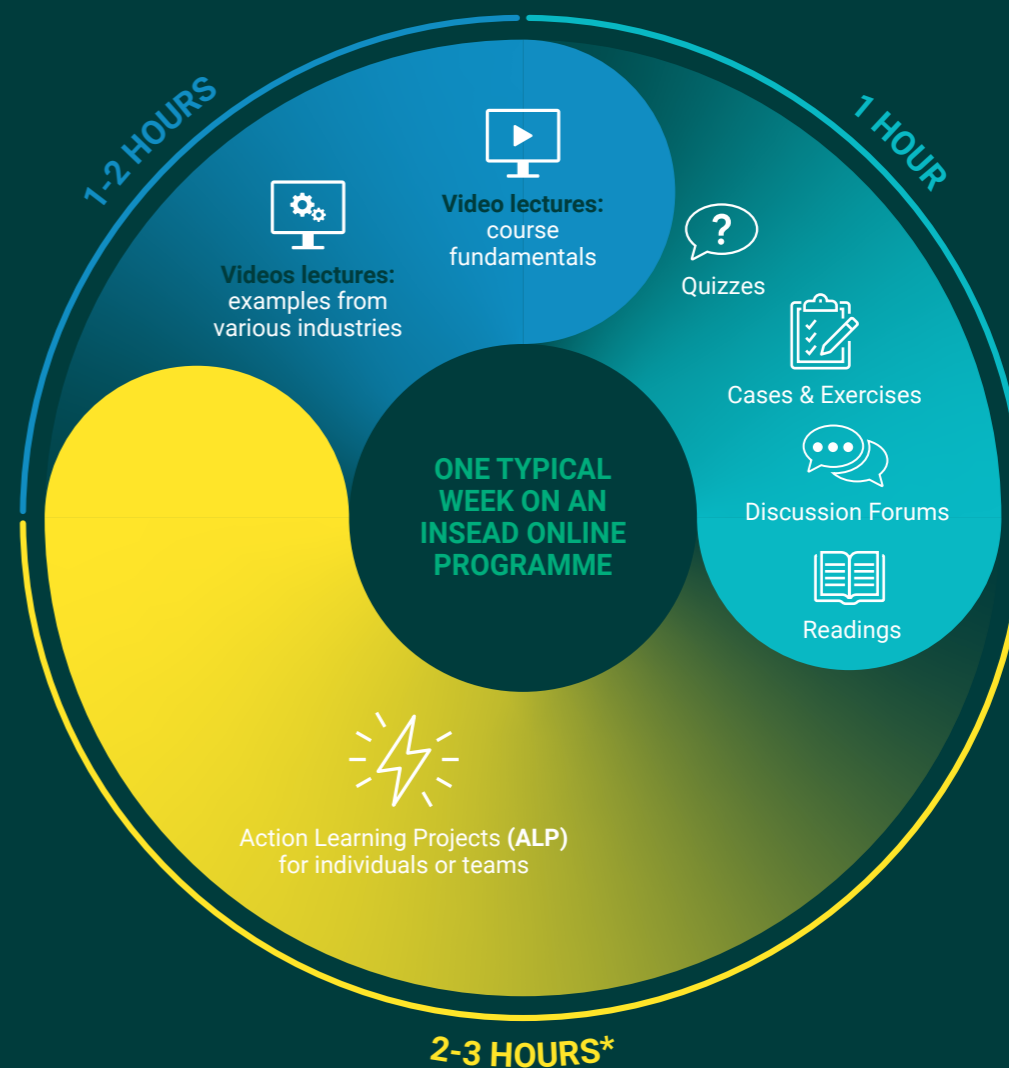 1-2 HOURS
1 HOUR
Video lectures:
course
fundamentals
Videos lectures:
examples from
various industries
?
Quizzes
Cases & Exercises
Discussion Forums
Readings
ONE TYPICAL
WEEK ON AN
INSEAD ONLINE
PROGRAMME
Action Learning Projects (ALP)
for individuals or teams
2-3 HOURS*